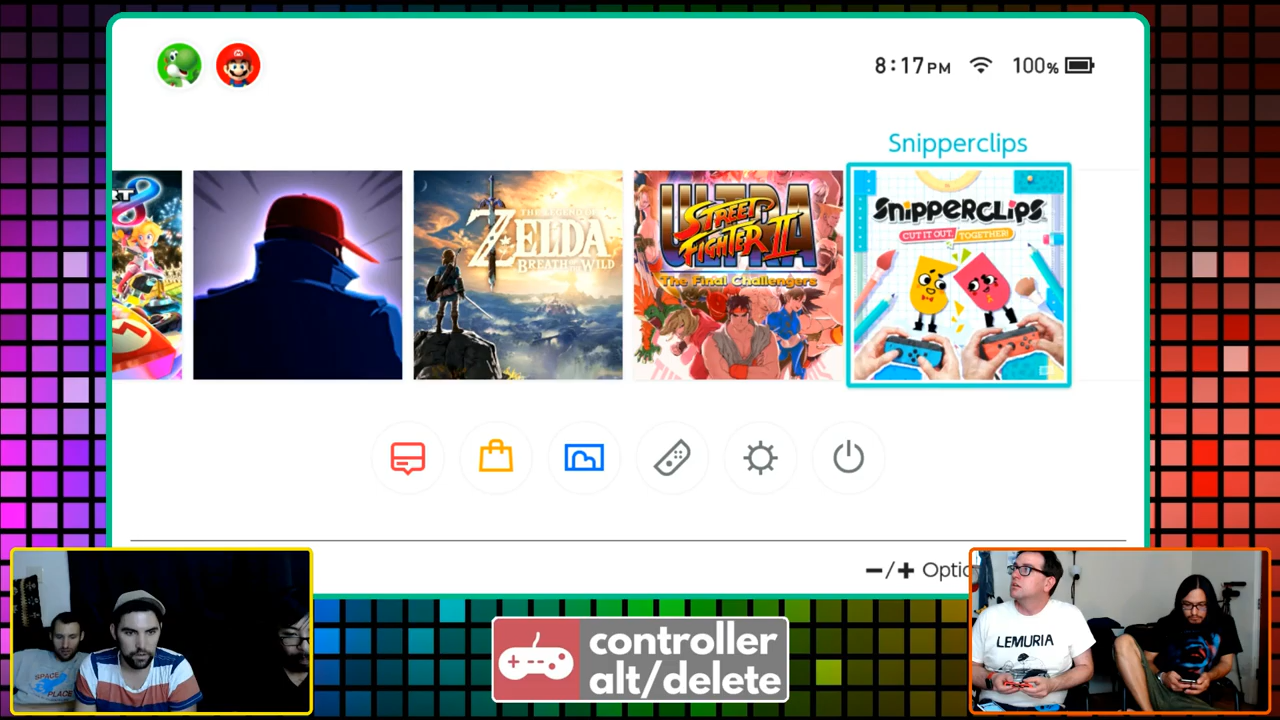 8:17PM 100%
Snipperclips
RT 8
THE LEGEND OF
ZELDA
BREATH OF THE WILD
ULTRA
STREET
FIGHTER II
The Final Challengers
SNIPPERCLIPS
CUT IT OUT, TOGETHER!
−/+ Optio
SPACE
PLACE
LEMURIA
controller
alt/delete